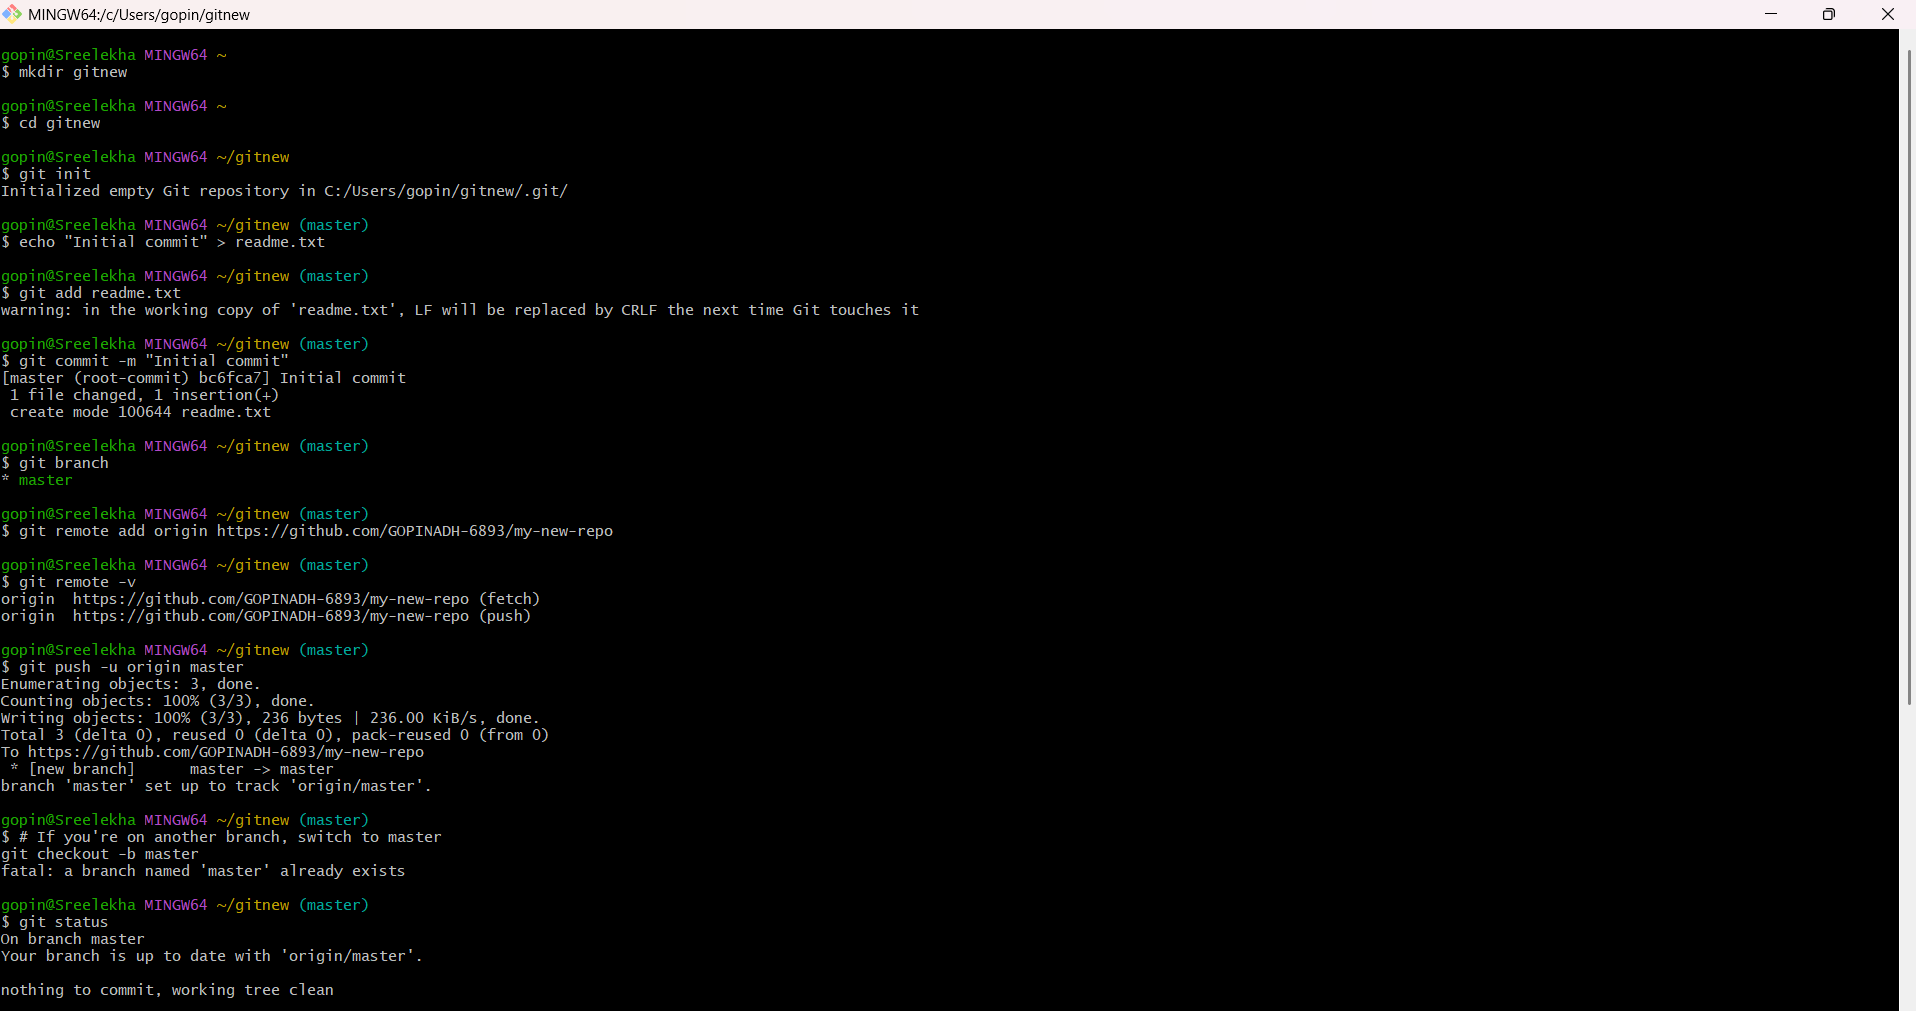 MINGW64:/c/Users/gopin/gitnew
gopin@Sreelekha MINGW64 ~
$ mkdir gitnew
gopin@Sreelekha MINGW64 ~
$ cd gitnew
gopin@Sreelekha MINGW64 ~/gitnew
$ git init
Initialized empty Git repository in C:/Users/gopin/gitnew/.git/
gopin@Sreelekha MINGW64 ~/gitnew (master)
$ echo "Initial commit" > readme.txt
gopin@Sreelekha MINGW64 ~/gitnew (master)
$ git add readme.txt
warning: in the working copy of 'readme.txt', LF will be replaced by CRLF the next time Git touches it
gopin@Sreelekha MINGW64 ~/gitnew (master)
$ git commit -m "Initial commit"
[master (root-commit) bc6fca7] Initial commit
 1 file changed, 1 insertion(+)
 create mode 100644 readme.txt
gopin@Sreelekha MINGW64 ~/gitnew (master)
$ git branch
* master
gopin@Sreelekha MINGW64 ~/gitnew (master)
$ git remote add origin https://github.com/GOPINADH-6893/my-new-repo
gopin@Sreelekha MINGW64 ~/gitnew (master)
$ git remote -v
origin  https://github.com/GOPINADH-6893/my-new-repo (fetch)
origin  https://github.com/GOPINADH-6893/my-new-repo (push)
gopin@Sreelekha MINGW64 ~/gitnew (master)
$ git push -u origin master
Enumerating objects: 3, done.
Counting objects: 100% (3/3), done.
Writing objects: 100% (3/3), 236 bytes | 236.00 KiB/s, done.
Total 3 (delta 0), reused 0 (delta 0), pack-reused 0 (from 0)
To https://github.com/GOPINADH-6893/my-new-repo
 * [new branch]      master -> master
branch 'master' set up to track 'origin/master'.
gopin@Sreelekha MINGW64 ~/gitnew (master)
$ # If you're on another branch, switch to master
git checkout -b master
fatal: a branch named 'master' already exists
gopin@Sreelekha MINGW64 ~/gitnew (master)
$ git status
On branch master
Your branch is up to date with 'origin/master'.
nothing to commit, working tree clean